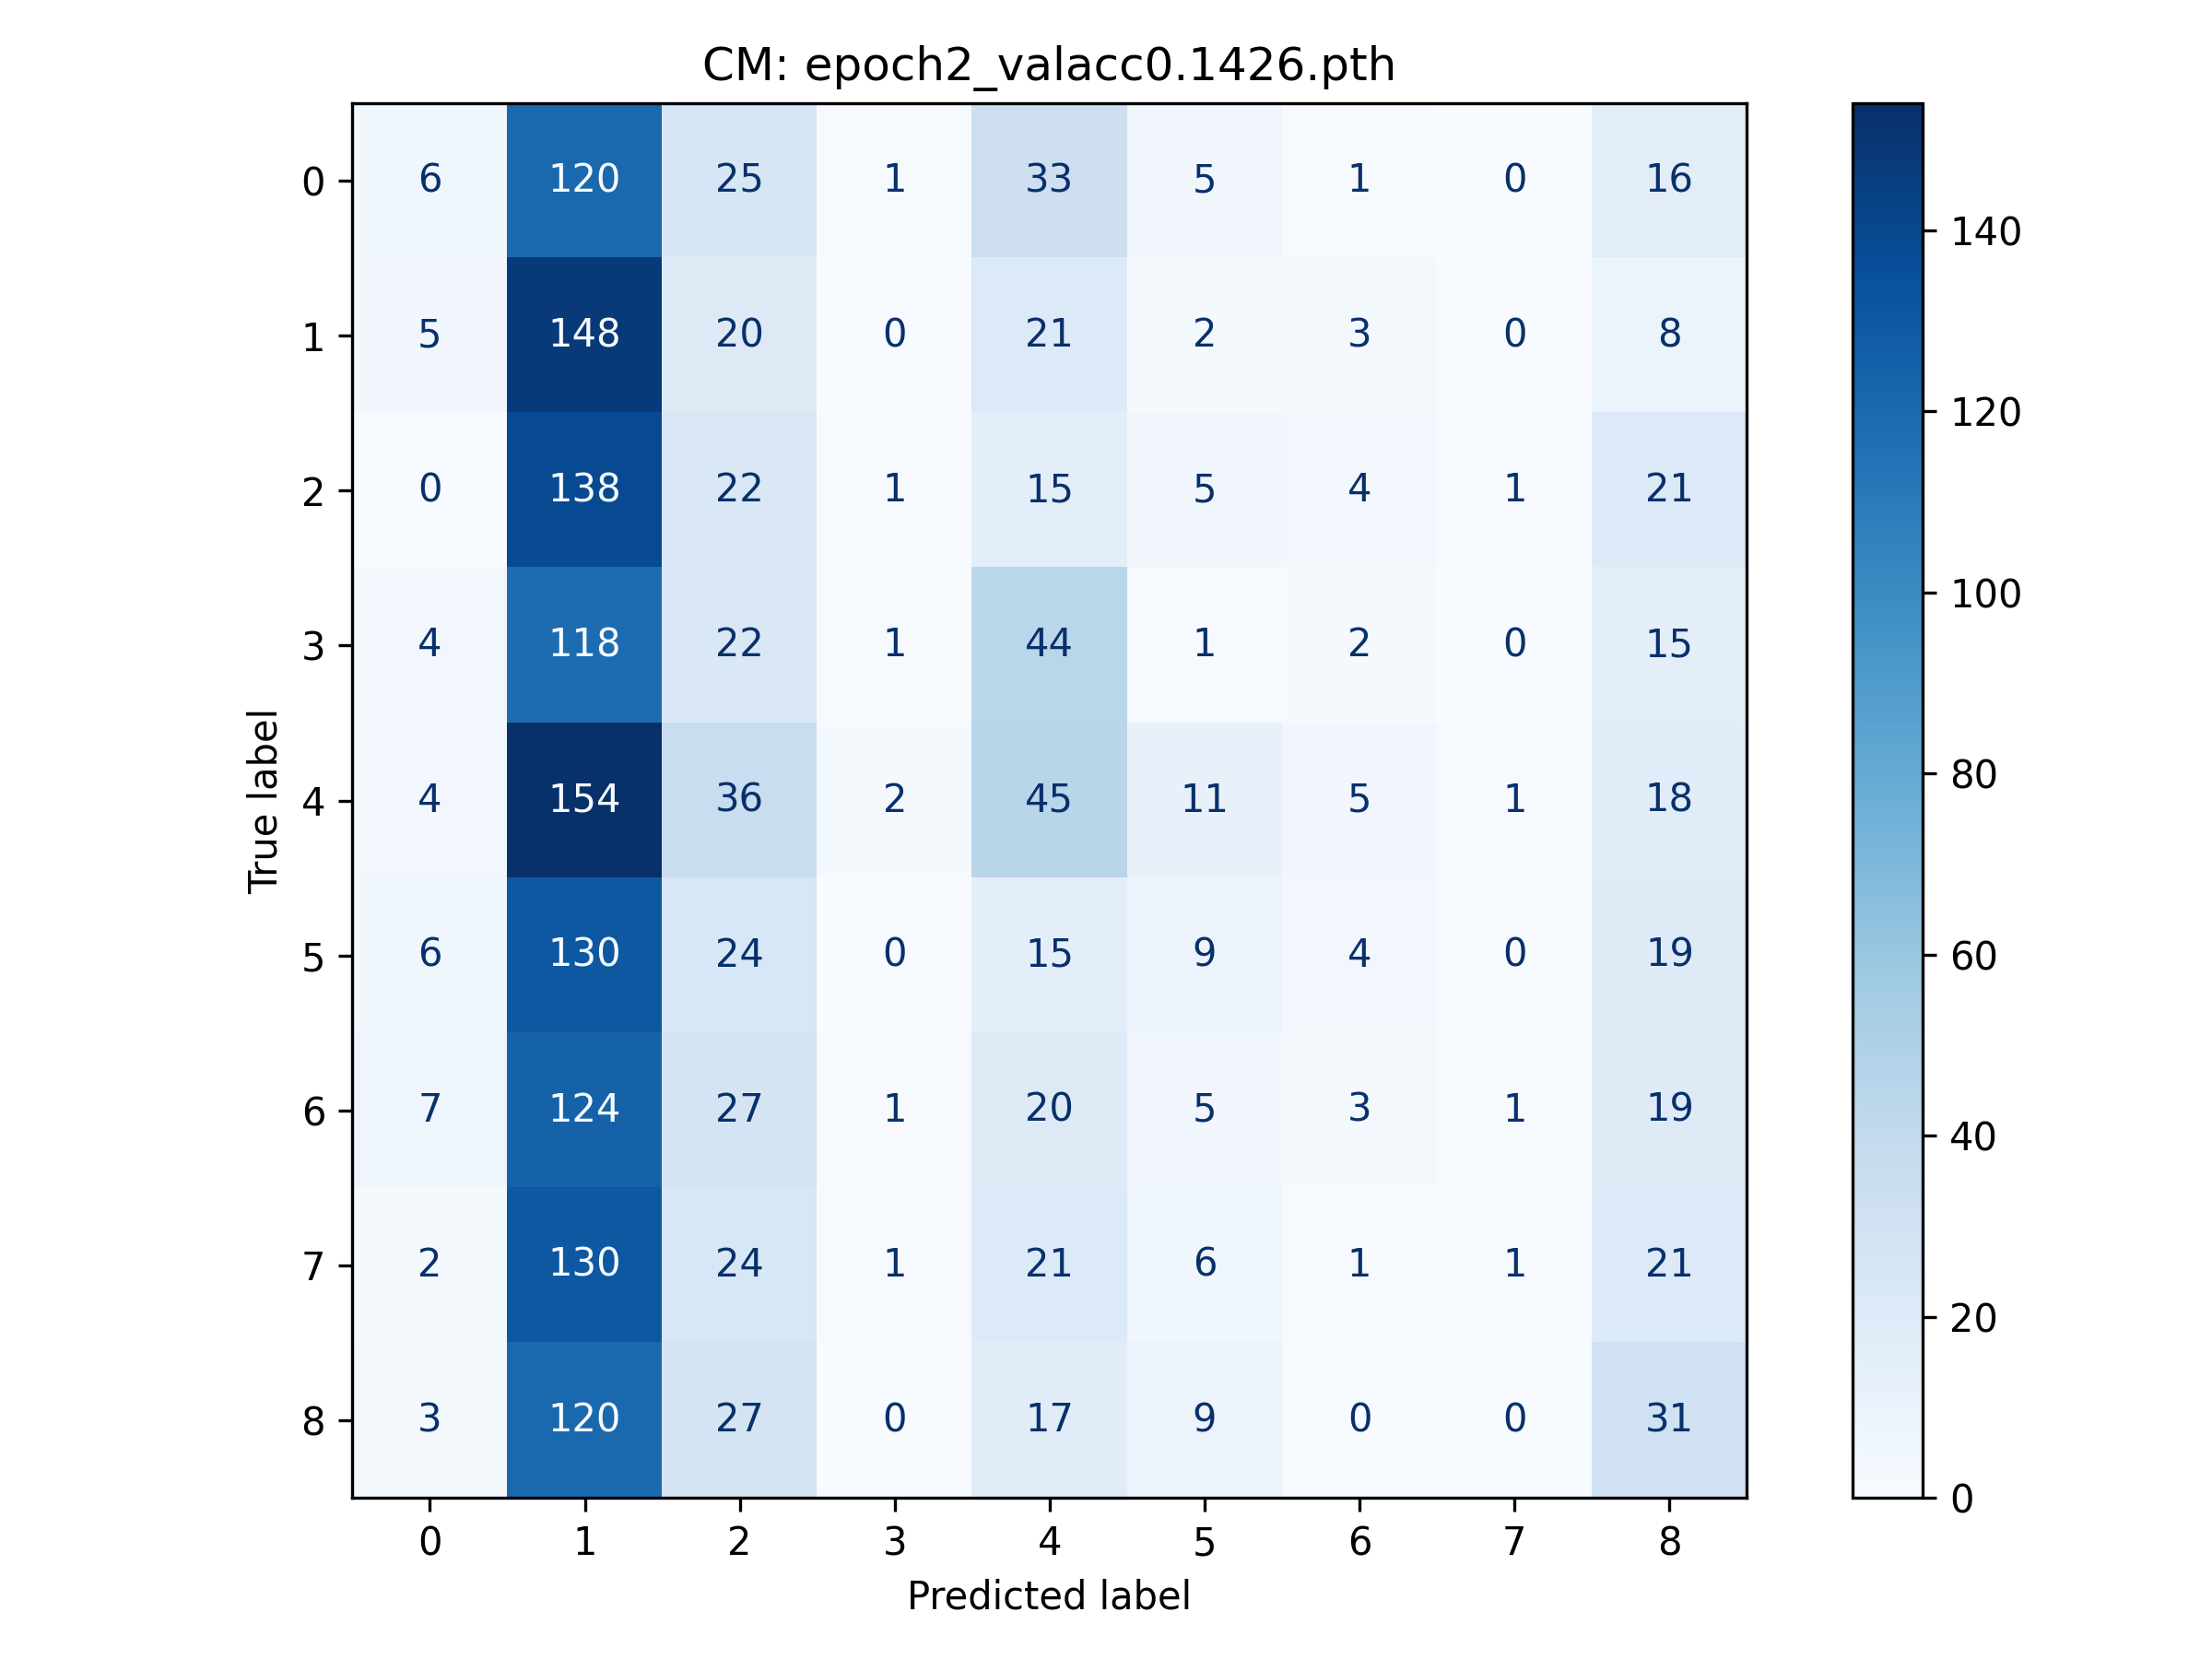 CM: epoch2_valacc0.1426.pth
0 6 120 25 1 33 5 1 0 16
1 5 148 20 0 21 2 3 0 8
2 0 138 22 1 15 5 4 1 21
3 4 118 22 1 44 1 2 0 15
4 4 154 36 2 45 11 5 1 18
5 6 130 24 0 15 9 4 0 19
6 7 124 27 1 20 5 3 1 19
7 2 130 24 1 21 6 1 1 21
8 3 120 27 0 17 9 0 0 31
0 1 2 3 4 5 6 7 8
Predicted label
True label
140
120
100
80
60
40
20
0